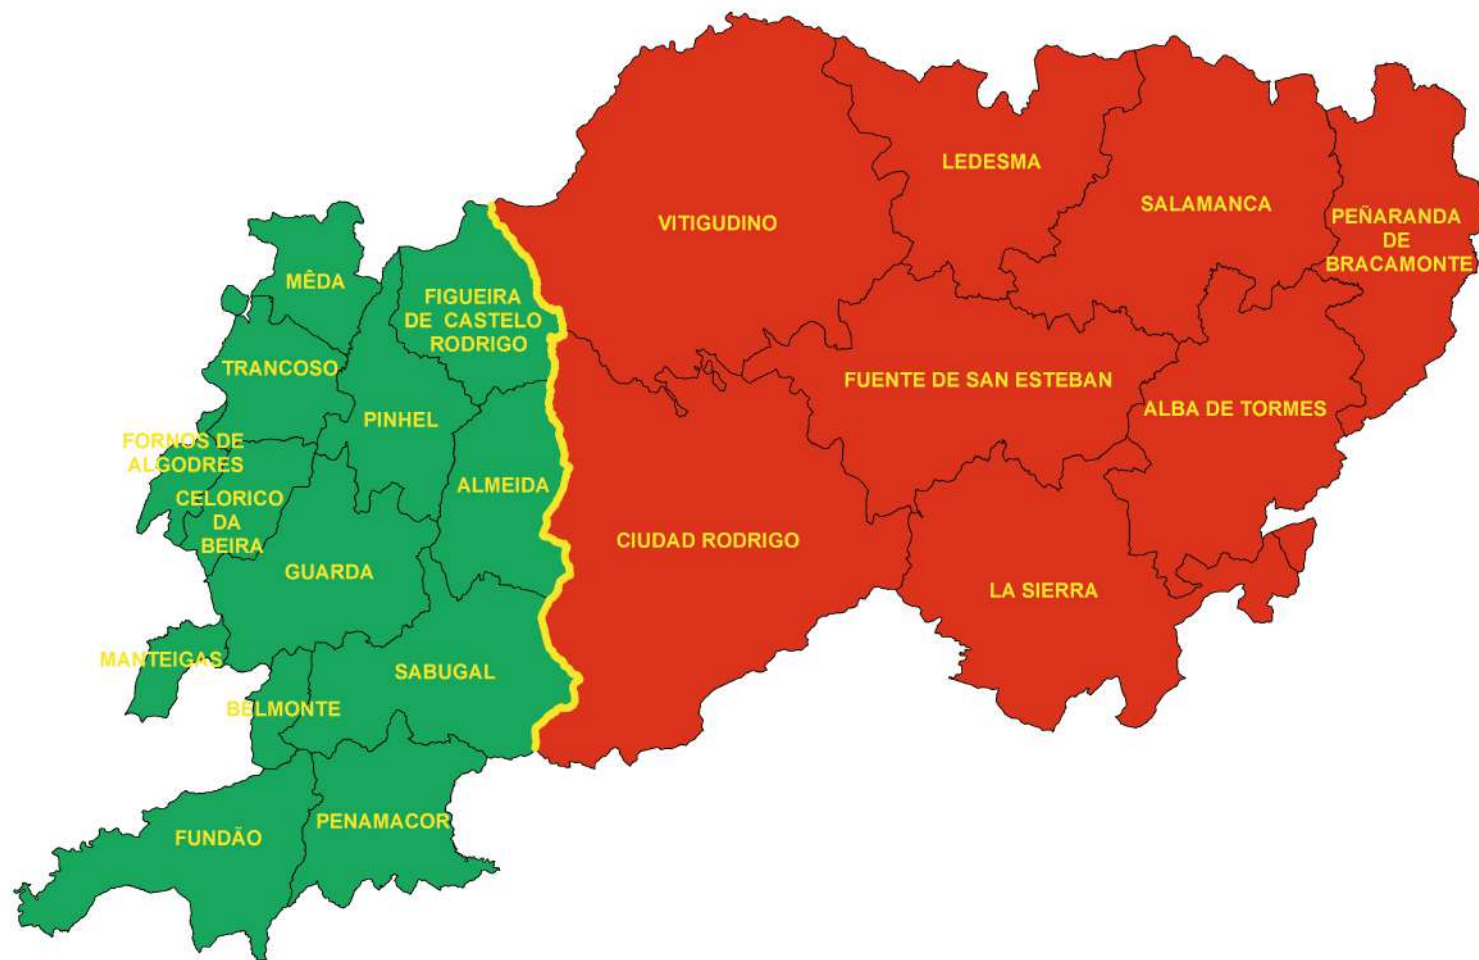 LEDESMA
SALAMANCA
VITIGUDINO
PEÑARANDA
DE
BRACAMONTE
MÊDA
FIGUEIRA
DE CASTELO
RODRIGO
TRANCOSO
FUENTE DE SAN ESTEBAN
ALBA DE TORMES
PINHEL
FORNOS DE
ALGODRES
ALMEIDA
CELORICO
DA
BEIRA
CIUDAD RODRIGO
GUARDA
LA SIERRA
MANTEIGAS
SABUGAL
BELMONTE
PENAMACOR
FUNDÃO